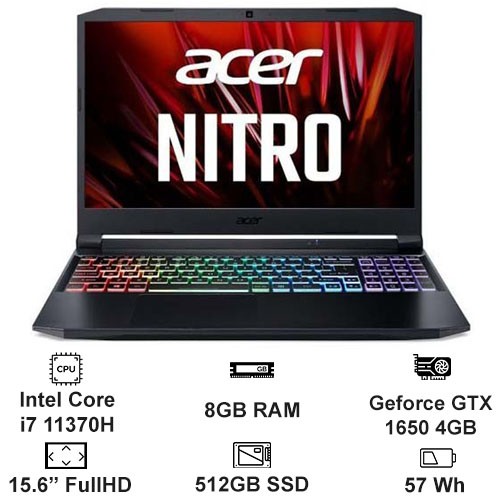 acer
NITRO
acer
CPU
GB
Intel Core
i7 11370H
8GB RAM
Geforce GTX
1650 4GB
15.6” FullHD
512GB SSD
57 Wh